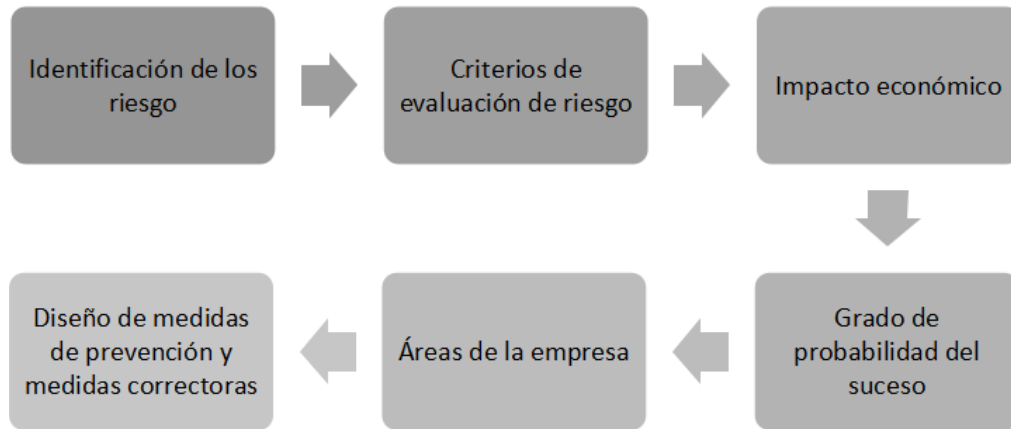 Identificación de los
riesgo
Criterios de
evaluación de riesgo
Impacto económico
Grado de
probabilidad del
suceso
Áreas de la empresa
Diseño de medidas
de prevención y
medidas correctoras